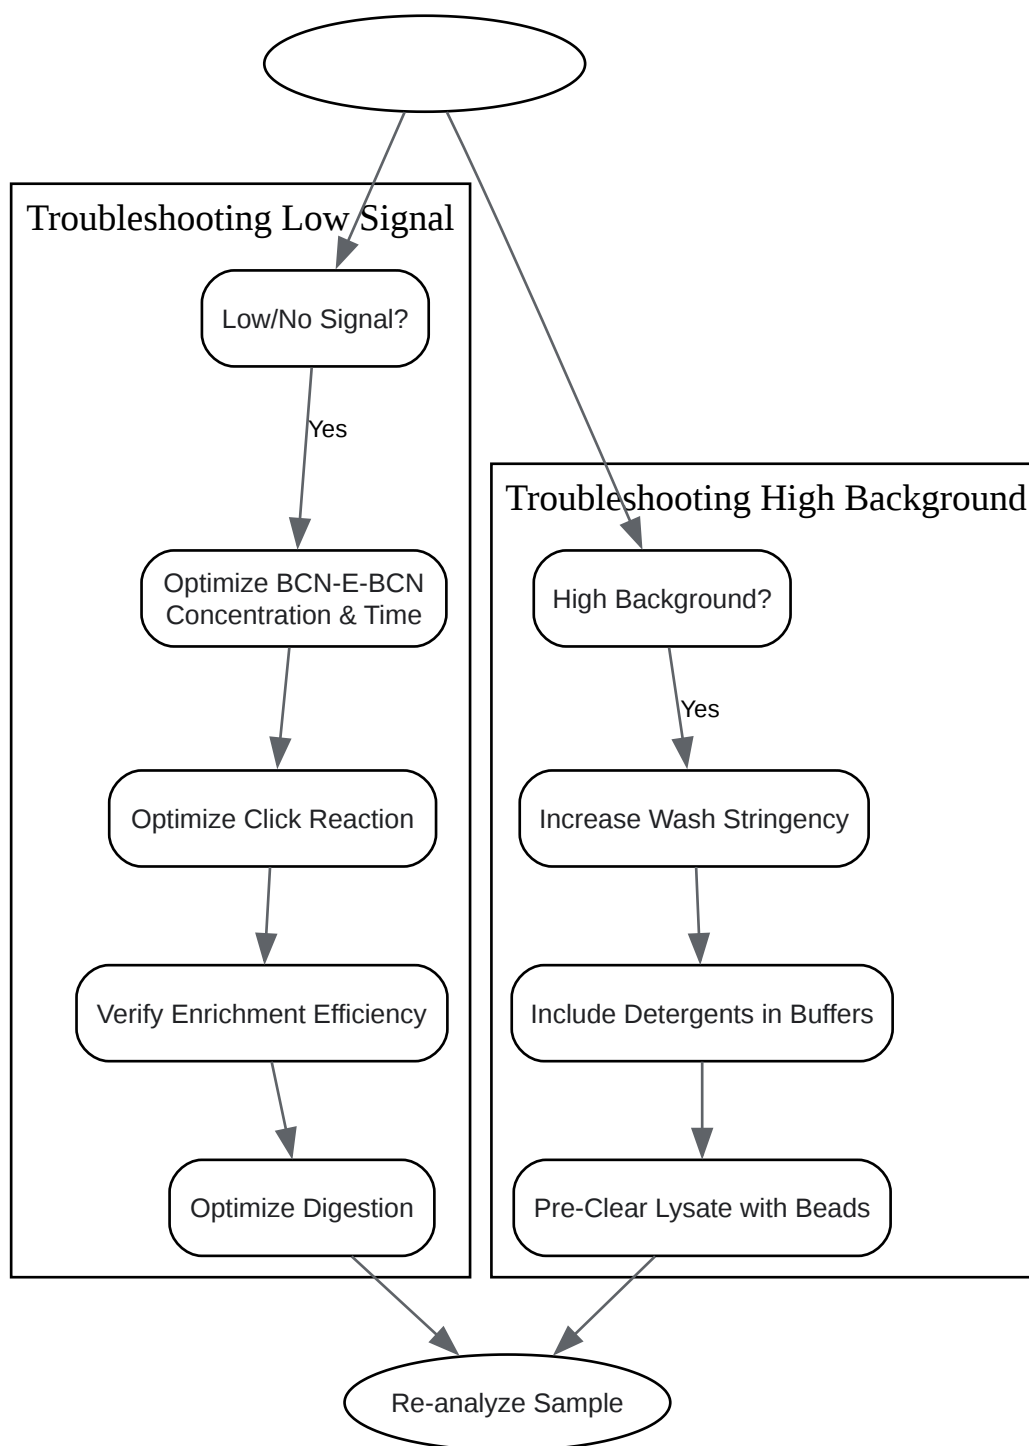 Troubleshooting Low Signal
Low/No Signal?
Yes
Optimize BCN-E-BCN
Concentration & Time
Optimize Click Reaction
Verify Enrichment Efficiency
Optimize Digestion
Troubleshooting High Background
High Background?
Yes
Increase Wash Stringency
Include Detergents in Buffers
Pre-Clear Lysate with Beads
Re-analyze Sample